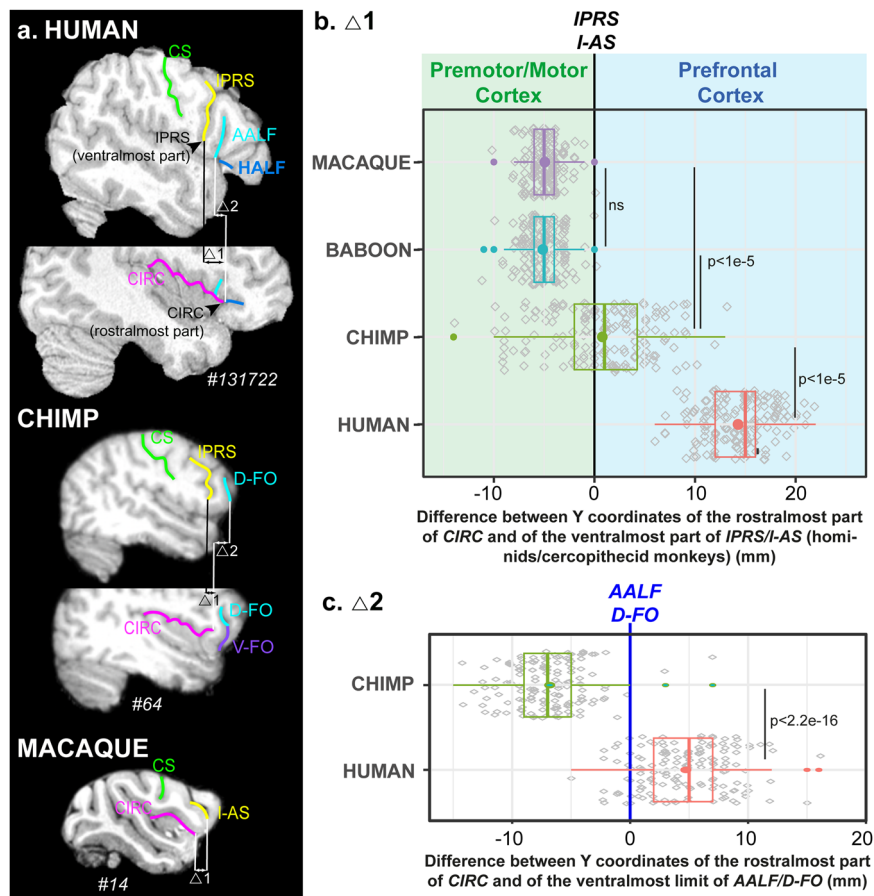 a. HUMAN
CS
IPRS
IPRS
(ventralmost part)
AALF
HALF
△2
△1
CIRC
CIRC
(rostralmost part)
#131722
CHIMP
CS
IPRS
D-FO
△2
△1
D-FO
CIRC
V-FO
#64
MACAQUE
CS
CIRC
I-AS
△1
#14
b. △1
IPRS
I-AS
Premotor/Motor
Cortex
Prefrontal
Cortex
MACAQUE
BABOON
CHIMP
HUMAN
ns
p<1e-5
p<1e-5
-10 0 10 20
Difference between Y coordinates of the rostralmost part
of CIRC and of the ventralmost part of IPRS/I-AS (homi-
nids/cercopithecid monkeys) (mm)
c. △2
AALF
D-FO
CHIMP
HUMAN
p<2.2e-16
-10 0 10 20
Difference between Y coordinates of the rostralmost part
of CIRC and of the ventralmost limit of AALF/D-FO (mm)